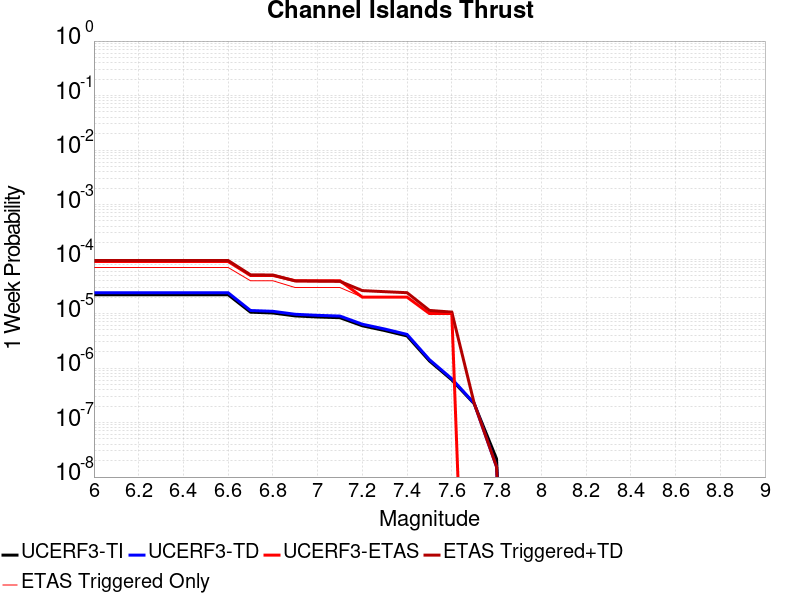 Channel Islands Thrust
1 Week Probability
10^0
10^-1
10^-2
10^-3
10^-4
10^-5
10^-6
10^-7
10^-8
6 6.2 6.4 6.6 6.8 7 7.2 7.4 7.6 7.8 8 8.2 8.4 8.6 8.8 9
Magnitude
UCERF3-TI UCERF3-TD UCERF3-ETAS ETAS Triggered+TD
ETAS Triggered Only